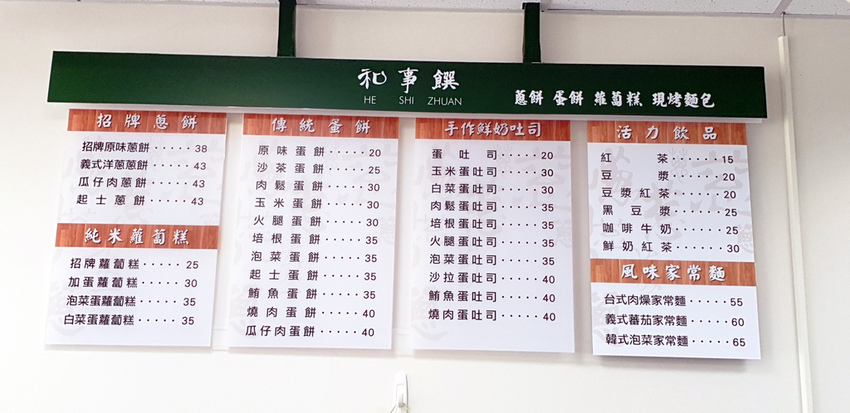 和事饌
HE SHI ZHUAN
蔥餅 蛋餅 蘿蔔糕 現烤麵包
招牌蔥餅
招牌原味蔥餅·····38
義式洋蔥蔥餅·····43
瓜仔肉蔥餅·····43
起士蔥餅·····43
純米蘿蔔糕
招牌蘿蔔糕·····25
加蛋蘿蔔糕·····30
泡菜蛋蘿蔔糕·····35
白菜蛋蘿蔔糕·····35
傳統蛋餅
原味蛋餅·····20
沙茶蛋餅·····25
肉鬆蛋餅·····30
玉米蛋餅·····30
火腿蛋餅·····30
培根蛋餅·····35
泡菜蛋餅·····35
起士蛋餅·····35
鮪魚蛋餅·····35
燒肉蛋餅·····40
瓜仔肉蛋餅·····40
手作鮮奶吐司
蛋吐司·····20
玉米蛋吐司·····30
白菜蛋吐司·····30
肉鬆蛋吐司·····35
培根蛋吐司·····35
火腿蛋吐司·····35
泡菜蛋吐司·····35
沙拉蛋吐司·····40
鮪魚蛋吐司·····40
燒肉蛋吐司·····40
活力飲品
紅茶······15
豆漿·····20
豆漿紅茶·····20
黑豆漿·····25
咖啡牛奶·····25
鮮奶紅茶·····30
風味家常麵
台式肉燥家常麵·····55
義式蕃茄家常麵·····60
韓式泡菜家常麵·····65